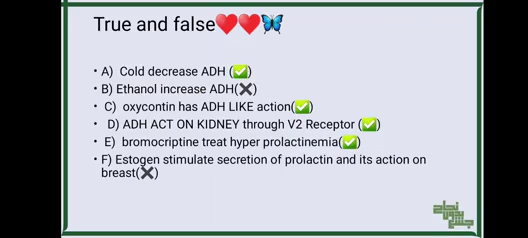 True and false❤️❤️🦋
• A) Cold decrease ADH (✅)
• B) Ethanol increase ADH(❌)
• C) oxycontin has ADH LIKE action(✅)
• D) ADH ACT ON KIDNEY through V2 Receptor (✅)
• E) bromocriptine treat hyper prolactinemia(✅)
• F) Estogen stimulate secretion of prolactin and its action on
breast(❌)